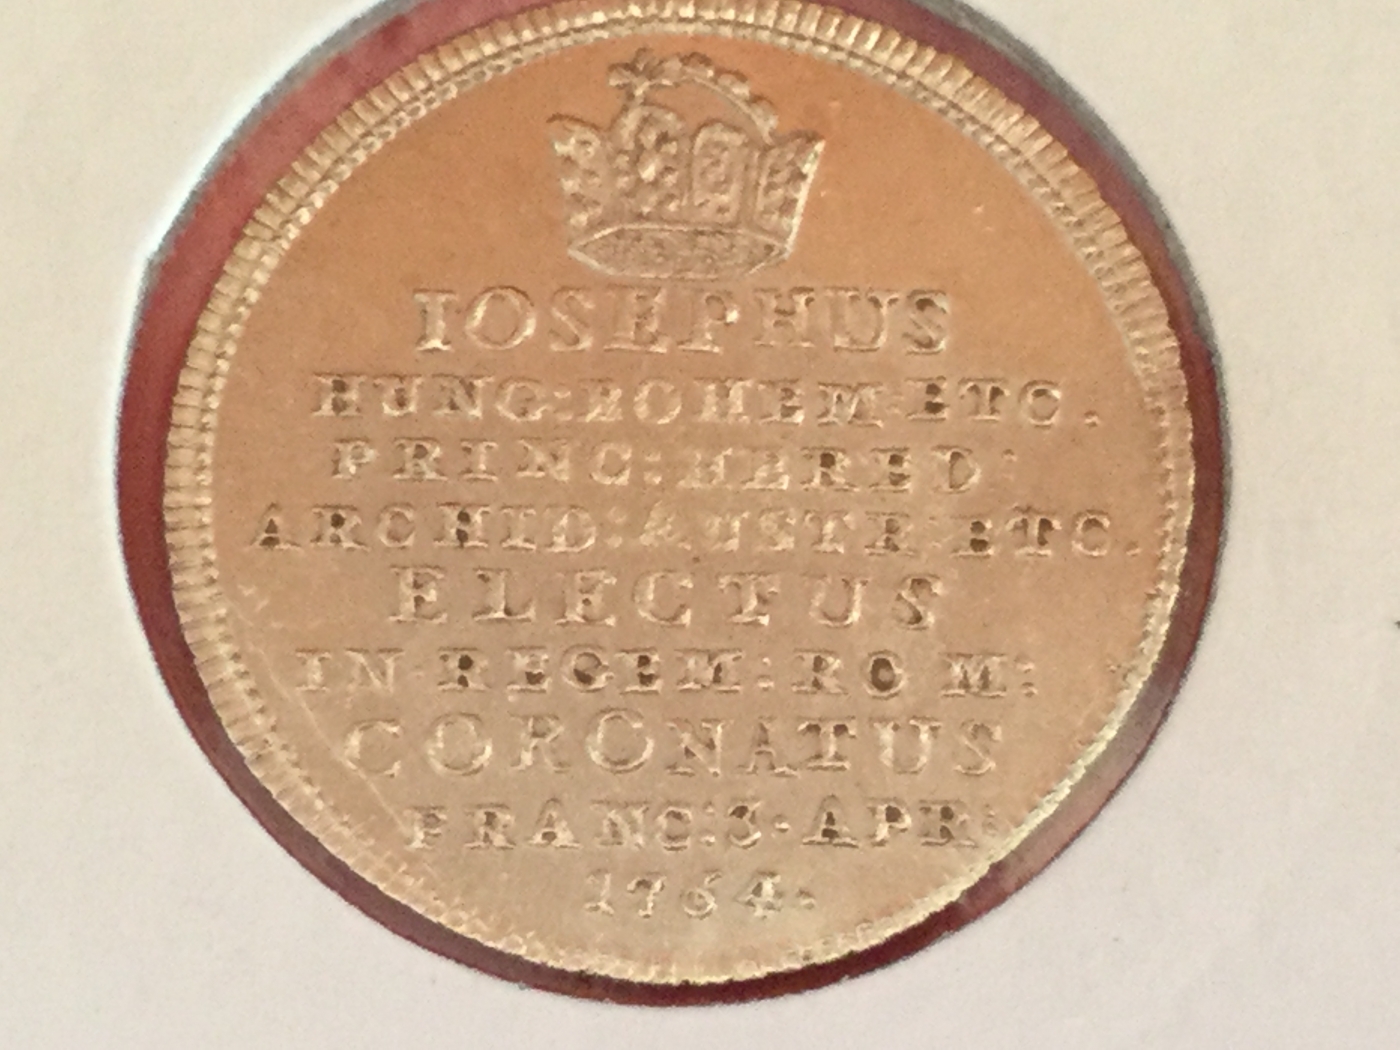 IOSEPHUS
HUNG:BOHEM·ETC.
PRINC:HERED:
ARCHID:AUSTR:ETC.
ELECTUS
IN·REGEM:ROM:
CORONATUS
FRANC:3·APR:
1764·